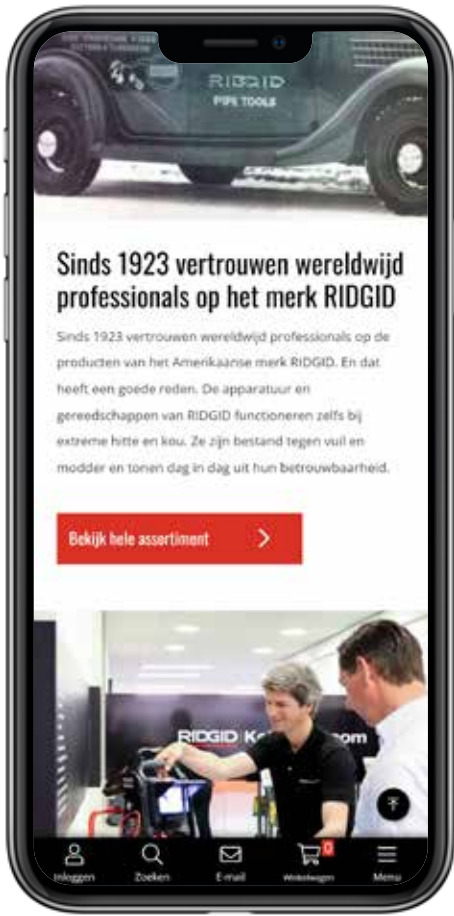 RIDGID
PIPE TOOLS
Sinds 1923 vertrouwen wereldwijd
professionals op het merk RIDGID
Sinds 1923 vertrouwen wereldwijd professionals op de
producten van het Amerikaanse merk RIDGID. En dat
heeft een goede reden. De apparatuur en
gereedschappen van RIDGID functioneren zelfs bij
extreme hitte en kou. Ze zijn bestand tegen vuil en
modder en tonen dag in dag uit hun betrouwbaarheid.
Bekijk hele assortiment
RIDGID
0
Inloggen Zoeken E-mail Winkelwagen Menu